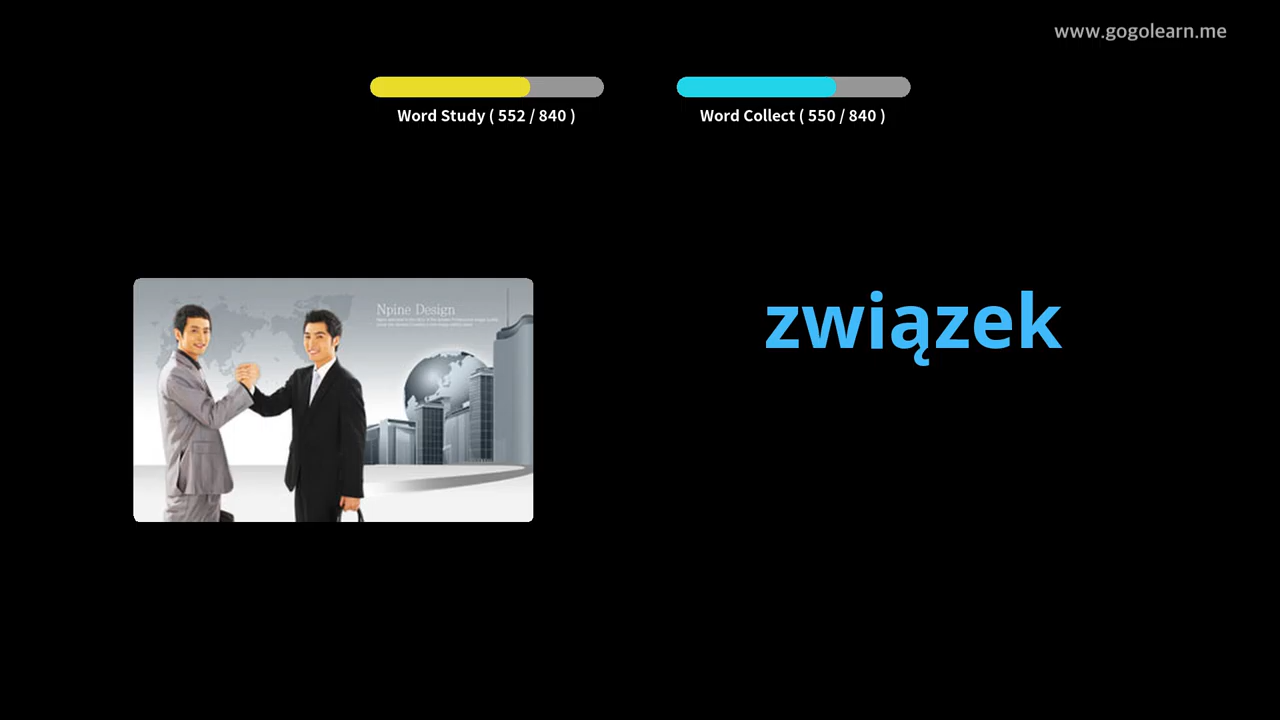 www.gogolearn.me
Word Study ( 552 / 840 )
Word Collect ( 550 / 840 )
Npine Design
związek